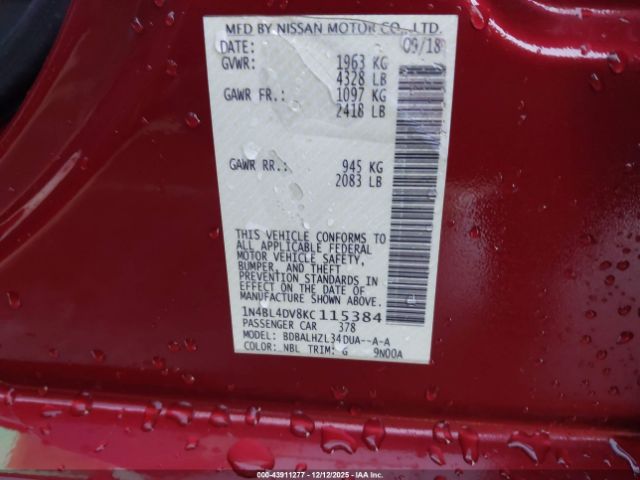 MFD BY NISSAN MOTOR CO., LTD.
DATE: 09/18
GVWR: 1963 KG
4328 LB
GAWR FR.: 1097 KG
2418 LB
GAWR RR.: 945 KG
2083 LB
THIS VEHICLE CONFORMS TO
ALL APPLICABLE FEDERAL
MOTOR VEHICLE SAFETY,
BUMPER, AND THEFT
PREVENTION STANDARDS IN
EFFECT ON THE DATE OF
MANUFACTURE SHOWN ABOVE.
1N4BL4DV8KC115384
PASSENGER CAR 378
MODEL: BDBALHZL34DUA--A-A
COLOR: NBL TRIM: G 9N00A
000-43911277 - 12/12/2025 - IAA, Inc.